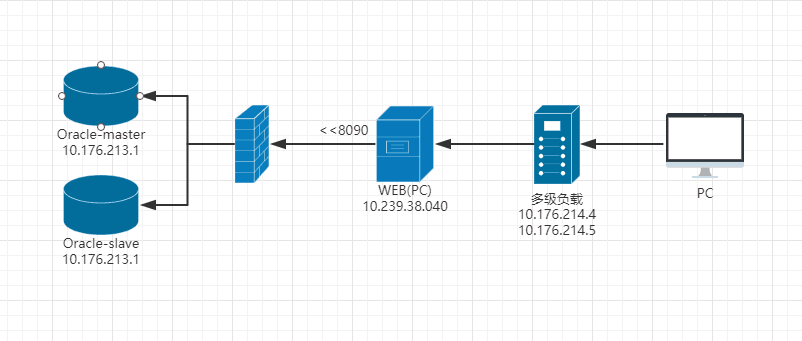 Oracle-master
10.176.213.1
Oracle-slave
10.176.213.1
<<8090
WEB(PC)
10.239.38.040
多级负载
10.176.214.4
10.176.214.5
PC